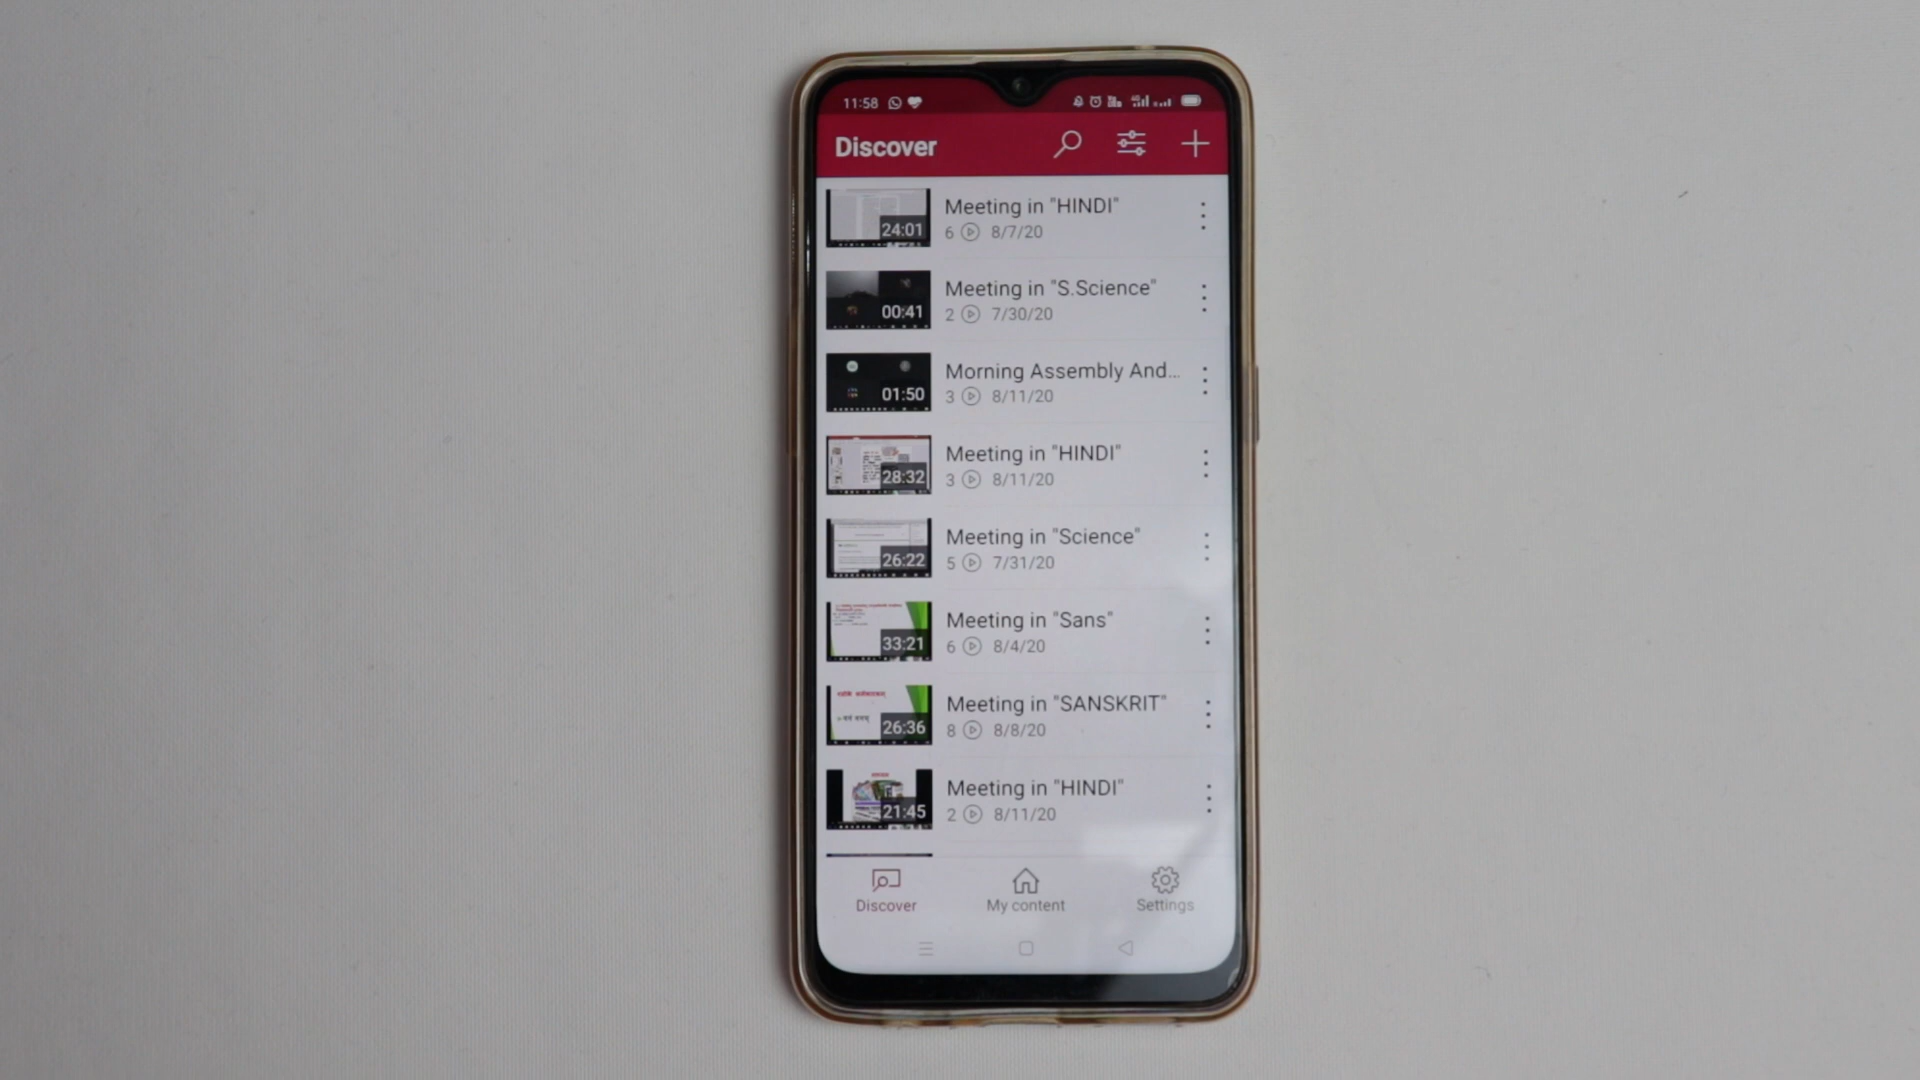 11:58
Discover
24:01
Meeting in "HINDI"
6 8/7/20
00:41
Meeting in "S.Science"
2 7/30/20
01:50
Morning Assembly And...
3 8/11/20
28:32
Meeting in "HINDI"
3 8/11/20
26:22
Meeting in "Science"
5 7/31/20
33:21
Meeting in "Sans"
6 8/4/20
26:36
Meeting in "SANSKRIT"
8 8/8/20
21:45
Meeting in "HINDI"
2 8/11/20
Discover My content Settings